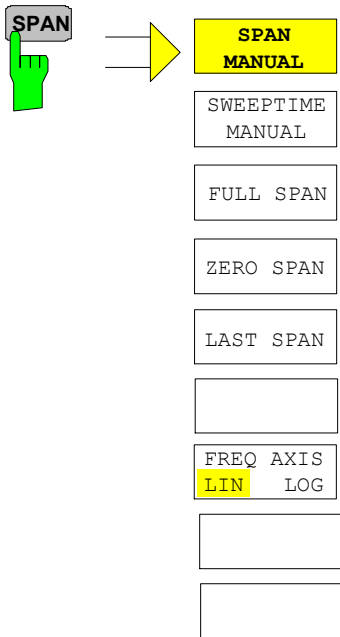 SPAN
SPAN
MANUAL
SWEEPTIME
MANUAL
FULL SPAN
ZERO SPAN
LAST SPAN
FREQ AXIS
LIN LOG